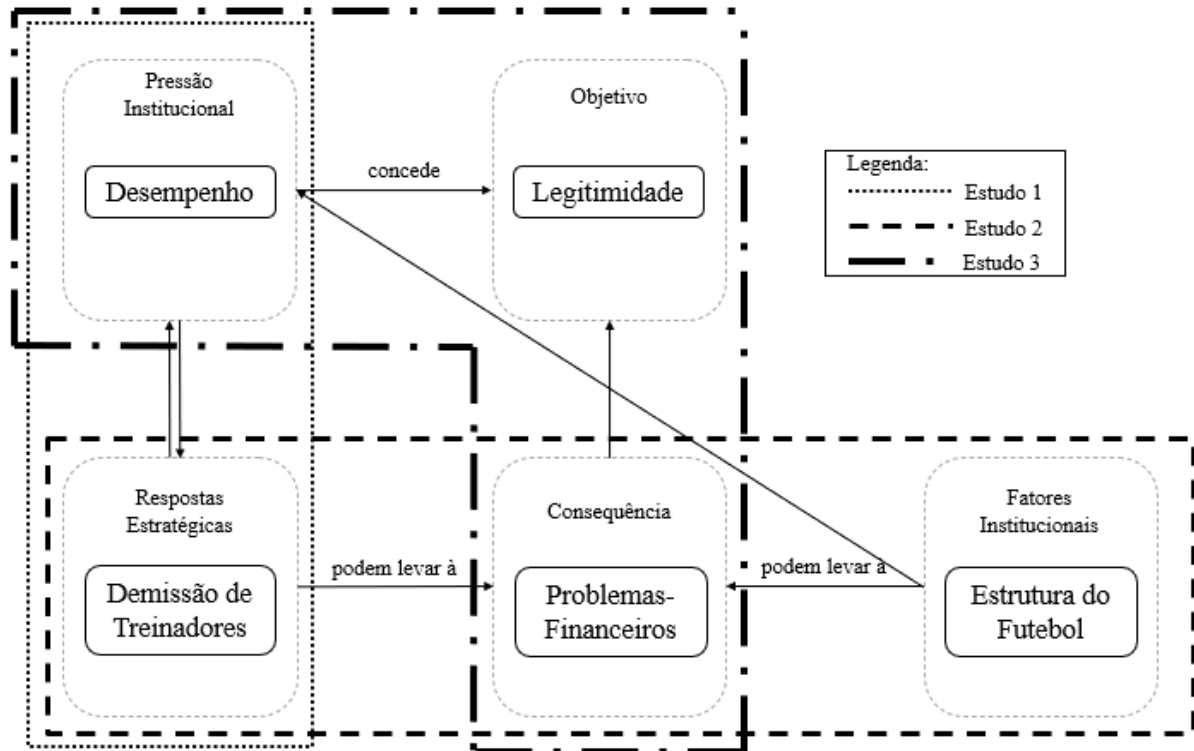 Pressão
Institucional
Desempenho
concede
Objetivo
Legitimidade
Legenda:
Estudo 1
Estudo 2
Estudo 3
Respostas
Estratégicas
Demissão de
Treinadores
podem levar à
Consequência
Problemas-
Financeiros
podem levar à
Fatores
Institucionais
Estrutura do
Futebol